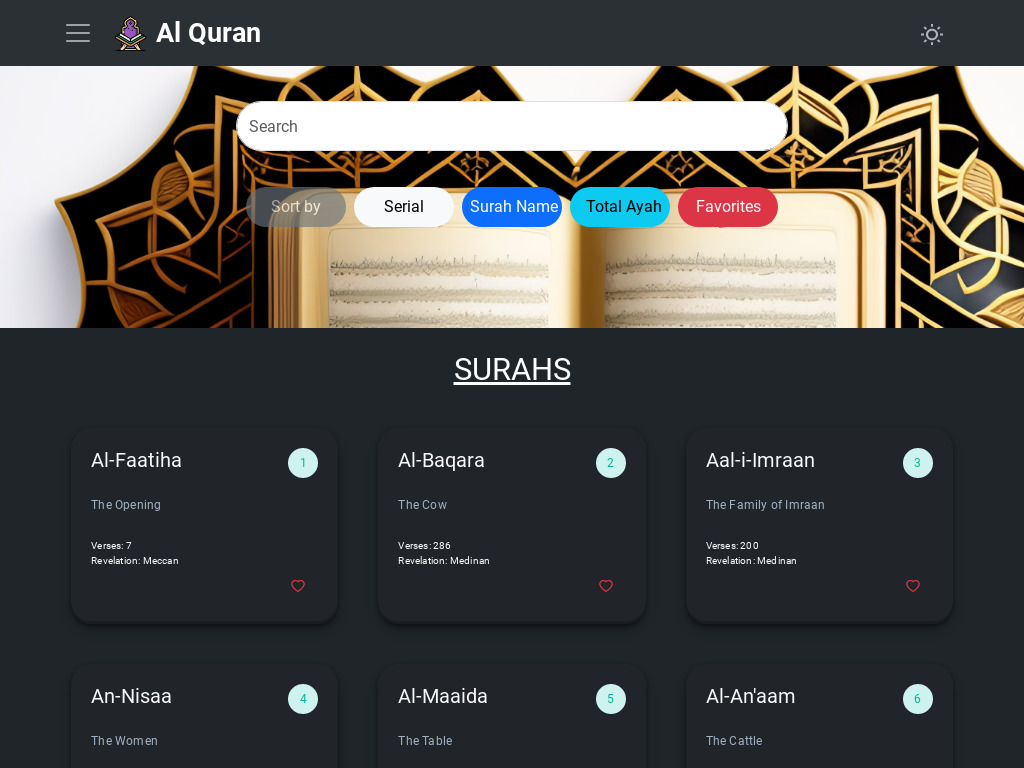 Al Quran
Search
Sort by
Serial
Surah Name
Total Ayah
Favorites
SURAHS
Al-Faatiha
1
The Opening
Verses: 7
Revelation: Meccan
Al-Baqara
2
The Cow
Verses: 286
Revelation: Medinan
Aal-i-Imraan
3
The Family of Imraan
Verses: 200
Revelation: Medinan
An-Nisaa
4
The Women
Al-Maaida
5
The Table
Al-An'aam
6
The Cattle